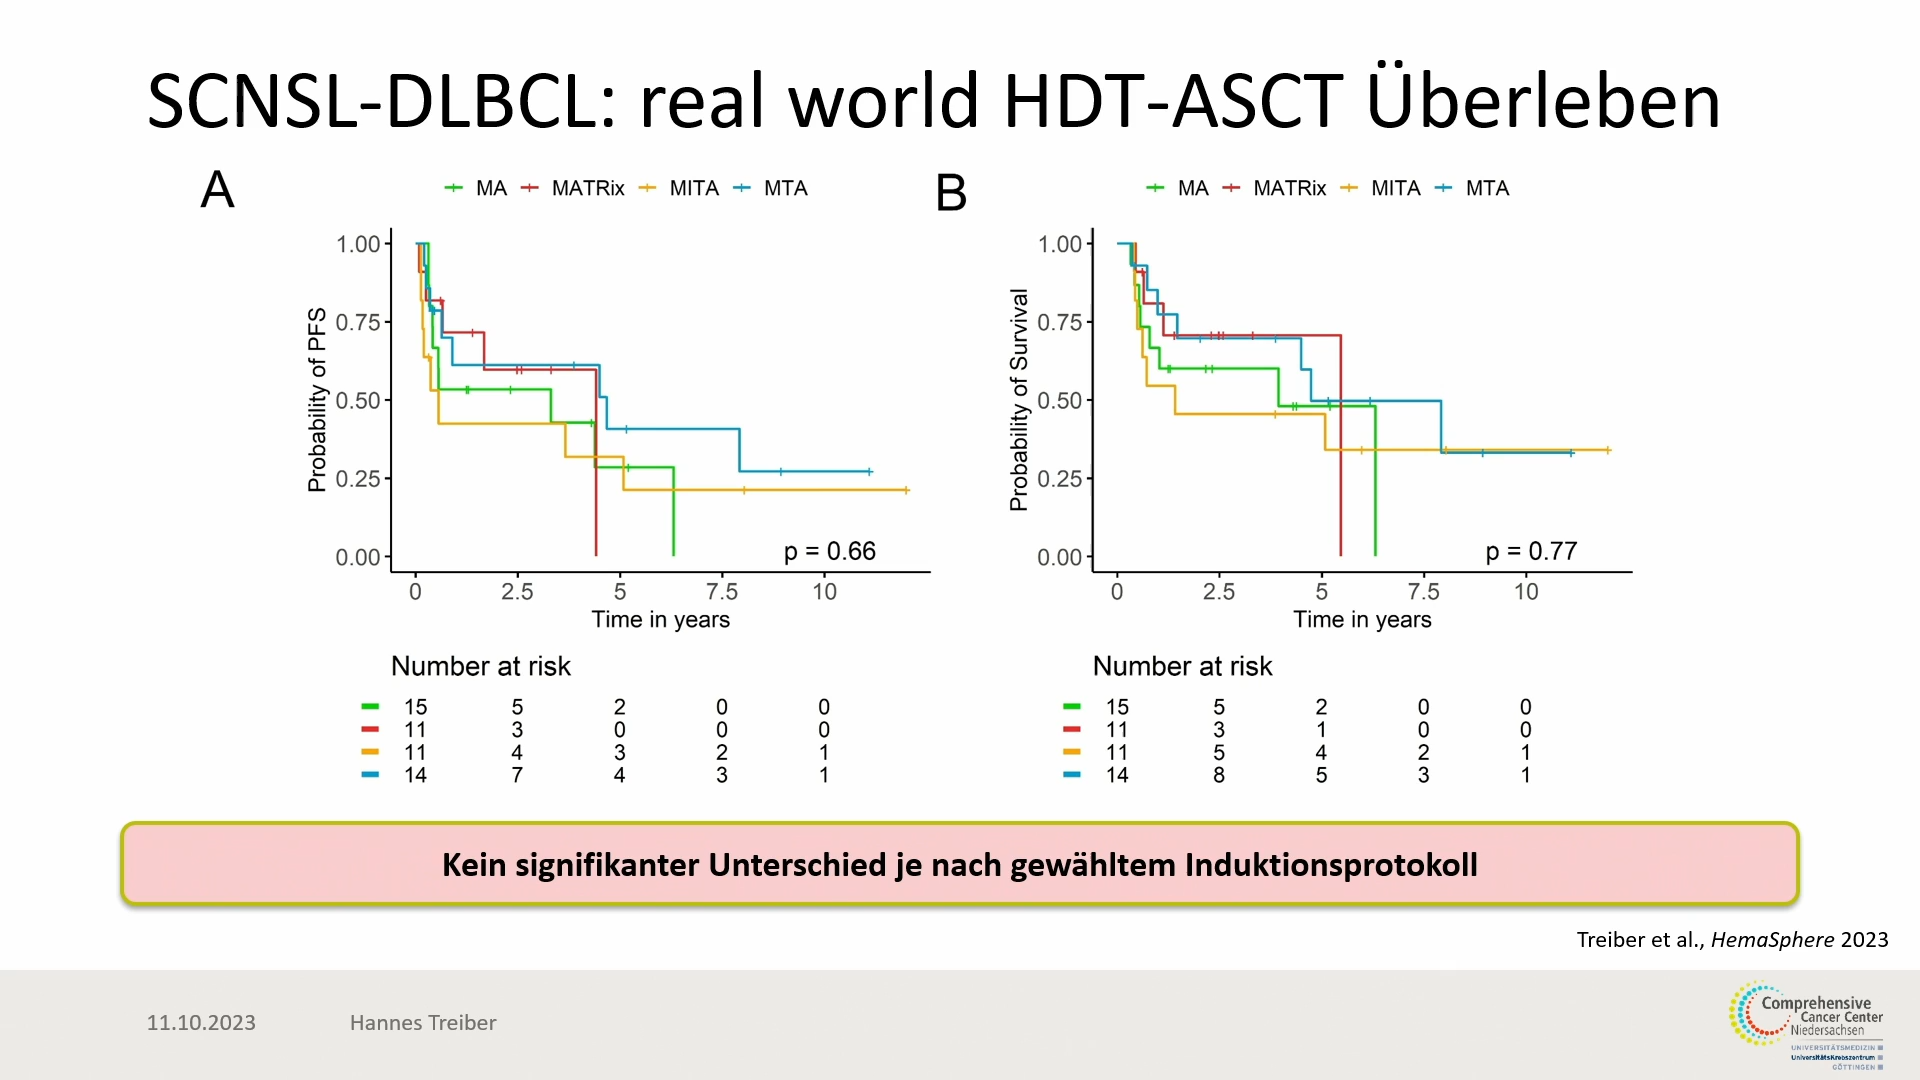 SCNSL-DLBCL: real world HDT-ASCT Überleben
A
MA MATRix MITA MTA
Probability of PFS
1.00
0.75
0.50
0.25
0.00
p = 0.66
0 2.5 5 7.5 10
Time in years
Number at risk
15 5 2 0 0
11 3 0 0 0
11 4 3 2 1
14 7 4 3 1
B
MA MATRix MITA MTA
Probability of Survival
1.00
0.75
0.50
0.25
0.00
p = 0.77
0 2.5 5 7.5 10
Time in years
Number at risk
15 5 2 0 0
11 3 1 0 0
11 5 4 2 1
14 8 5 3 1
Kein signifikanter Unterschied je nach gewähltem Induktionsprotokoll
Treiber et al., HemaSphere 2023
11.10.2023 Hannes Treiber
Comprehensive
Cancer Center
Niedersachsen
UNIVERSITÄTSMEDIZIN
UniversitätsKrebszentrum
GÖTTINGEN